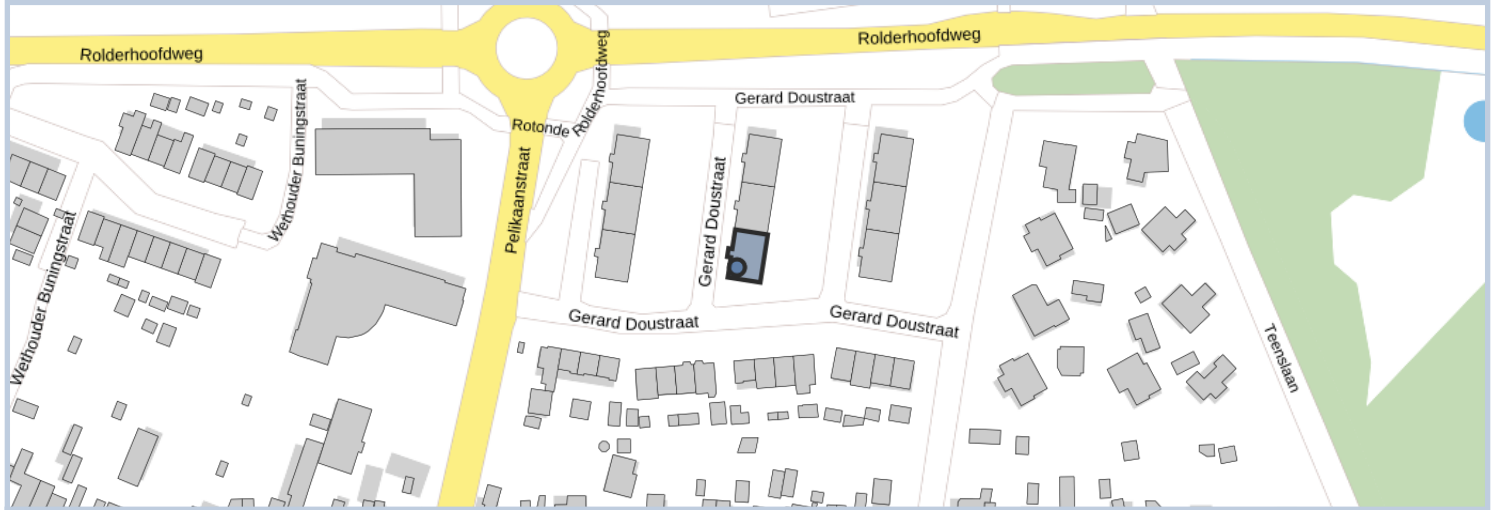 Rolderhoofdweg
Rolderhoofdweg
Rolderhoofdweg
Gerard Doustraat
Rotonde
Wethouder Buningstraat
Pelikaanstraat
Gerard Doustraat
Wethouder Buningstraat
Gerard Doustraat
Gerard Doustraat
Teenslaan